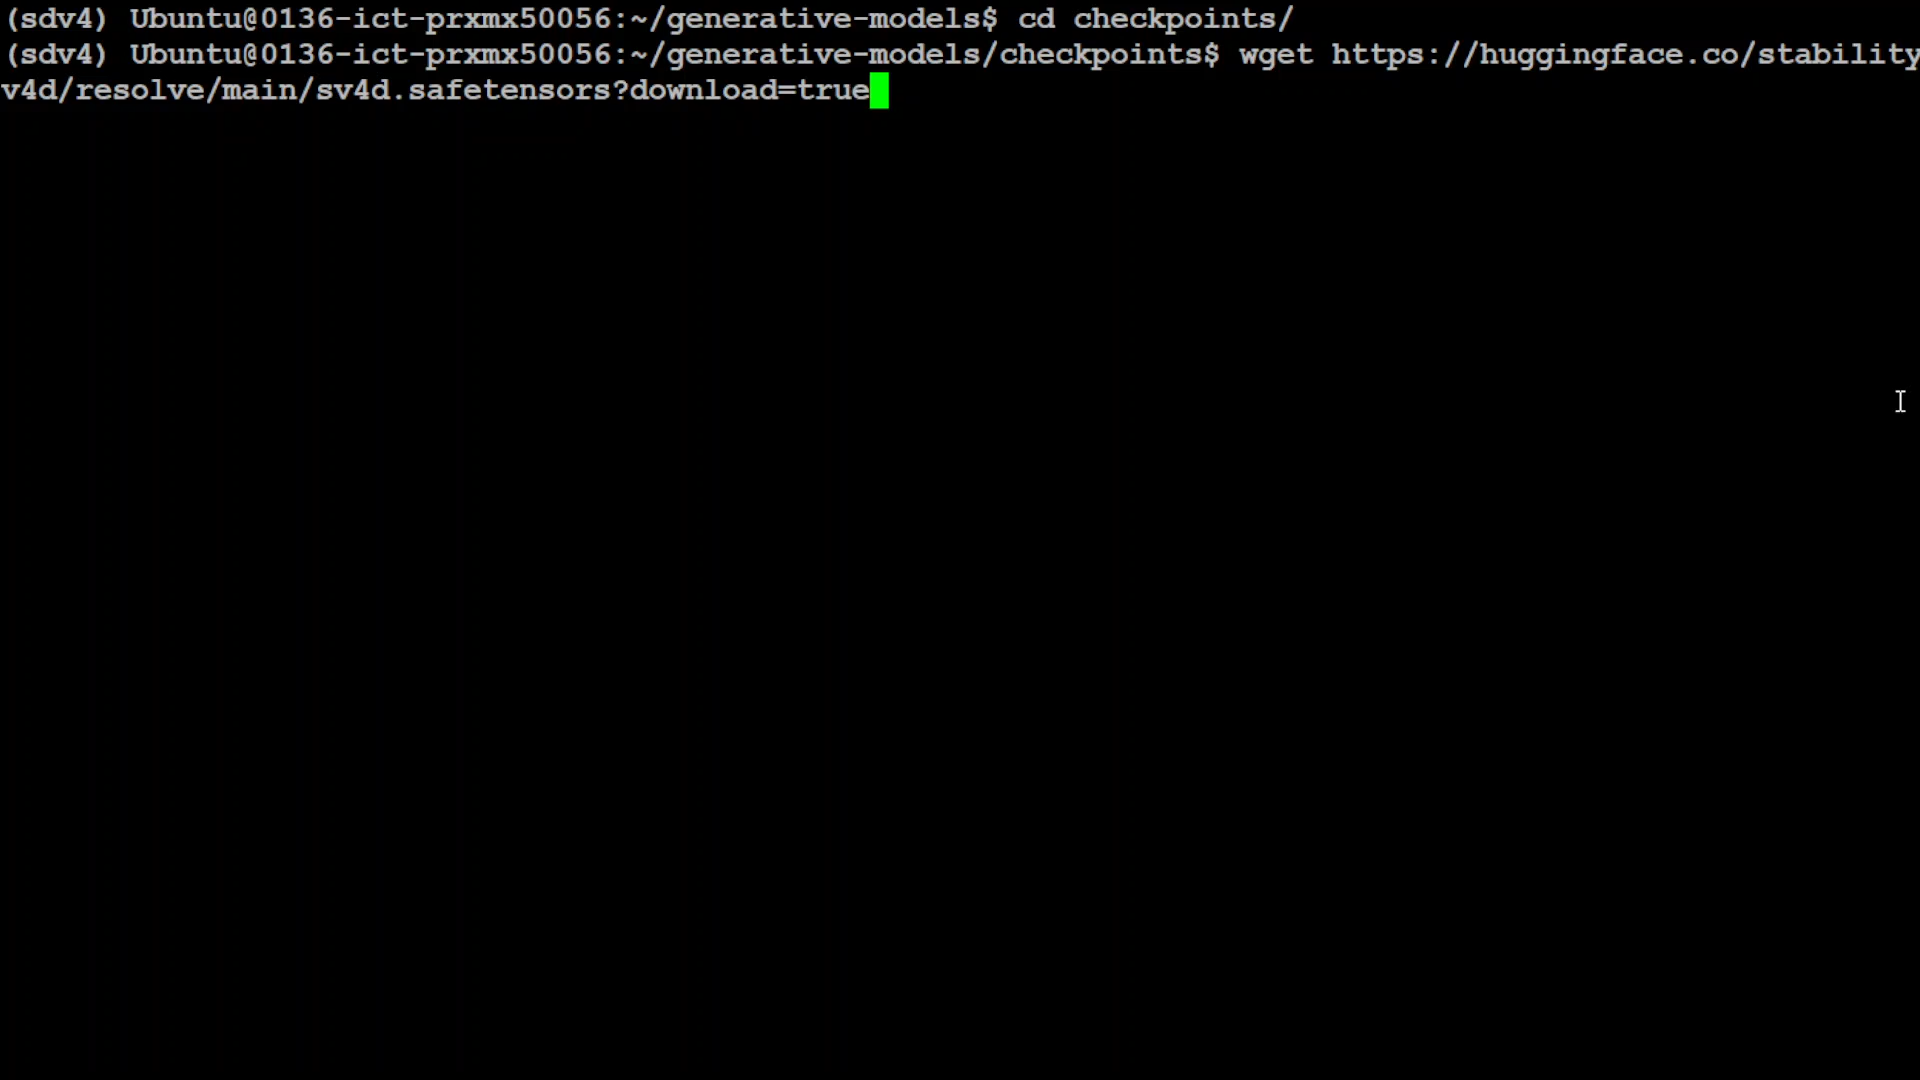 (sdv4) Ubuntu@0136-ict-prxmx50056:~/generative-models$ cd checkpoints/
(sdv4) Ubuntu@0136-ict-prxmx50056:~/generative-models/checkpoints$ wget https://huggingface.co/stability
v4d/resolve/main/sv4d.safetensors?download=true